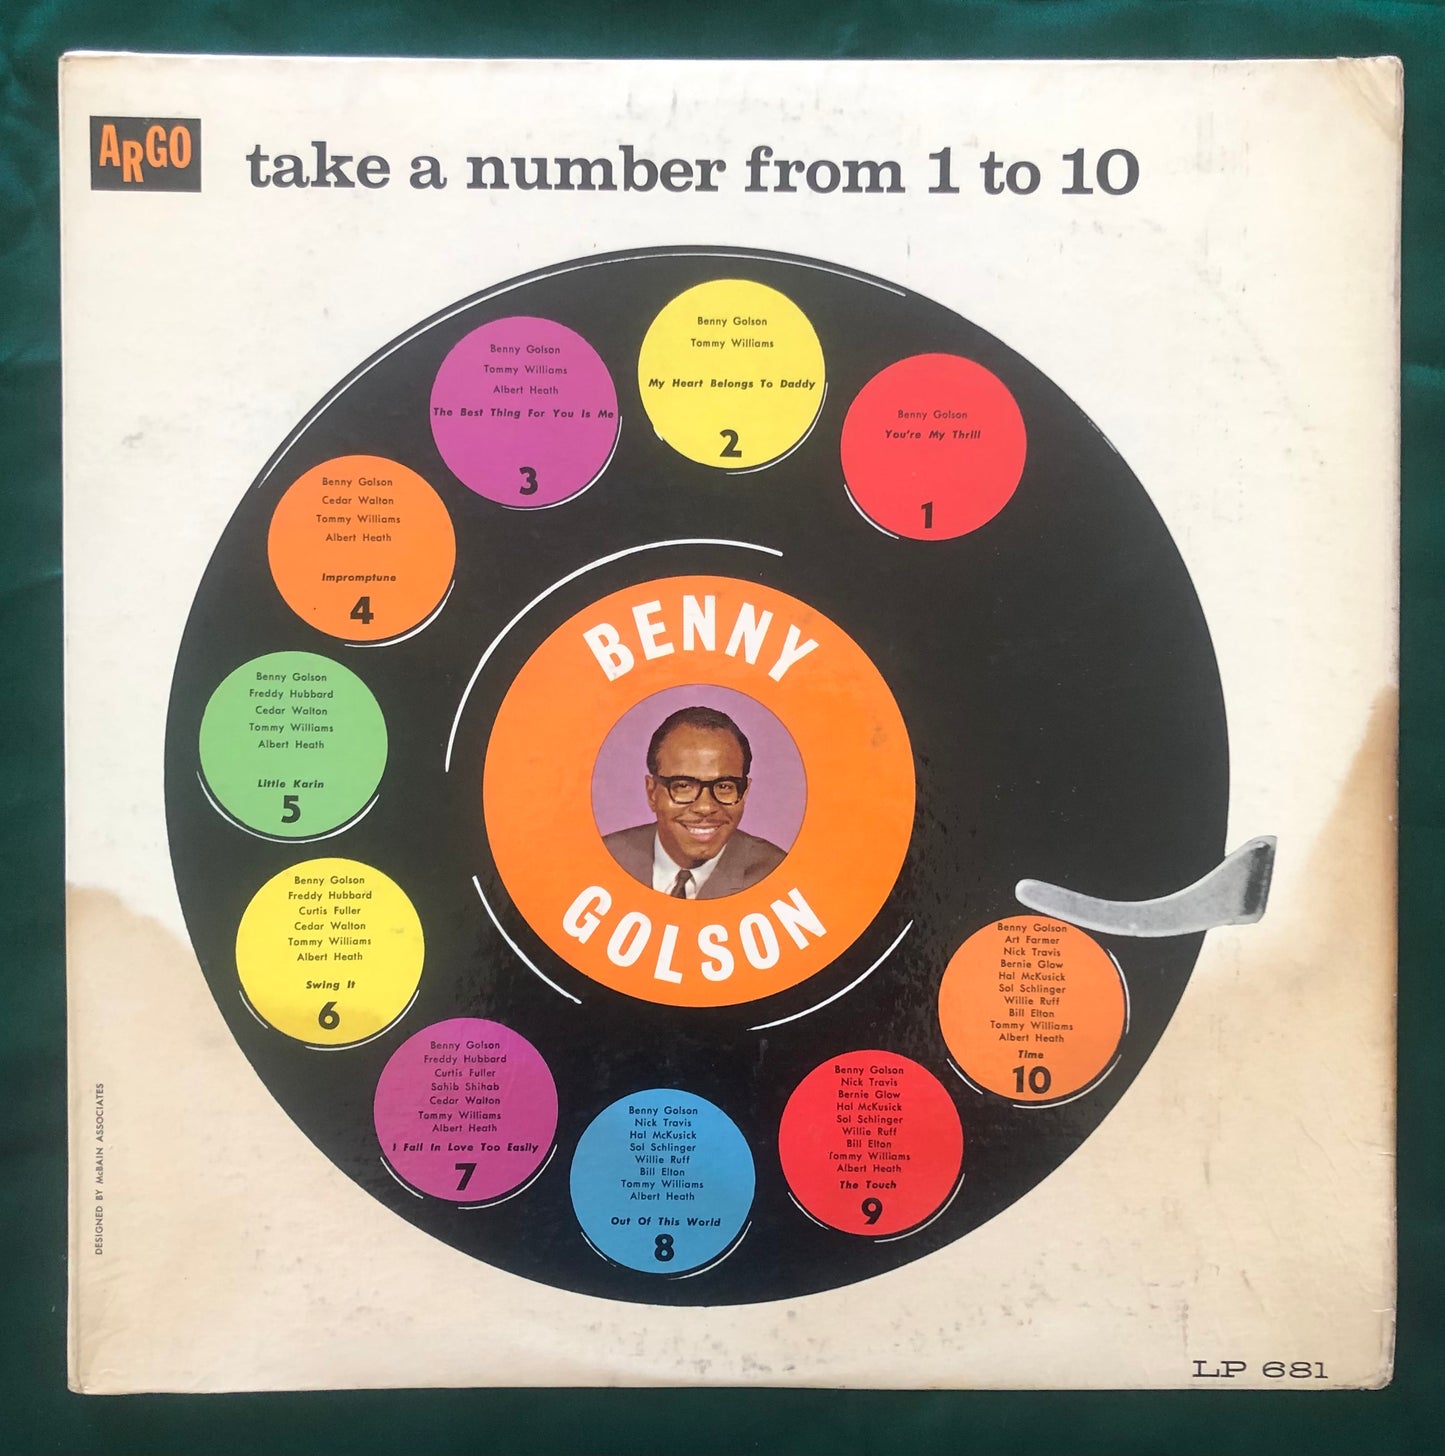 ARGO
take a number from 1 to 10
Benny Golson
You're My Thrill
1
Benny Golson
Tommy Williams
My Heart Belongs To Daddy
2
Benny Golson
Tommy Williams
Albert Heath
The Best Thing For You Is Me
3
Benny Golson
Cedar Walton
Tommy Williams
Albert Heath
Impromptune
4
Benny Golson
Freddy Hubbard
Cedar Walton
Tommy Williams
Albert Heath
Little Karin
5
Benny Golson
Freddy Hubbard
Curtis Fuller
Cedar Walton
Tommy Williams
Albert Heath
Swing It
6
Benny Golson
Freddy Hubbard
Curtis Fuller
Sahib Shihab
Cedar Walton
Tommy Williams
Albert Heath
I Fall In Love Too Easily
7
Benny Golson
Nick Travis
Hal McKusick
Sol Schlinger
Willie Ruff
Bill Elton
Tommy Williams
Albert Heath
Out Of This World
8
Benny Golson
Nick Travis
Bernie Glow
Hal McKusick
Sol Schlinger
Willie Ruff
Bill Elton
Tommy Williams
Albert Heath
The Touch
9
Benny Golson
Art Farmer
Nick Travis
Bernie Glow
Hal McKusick
Sol Schlinger
Willie Ruff
Bill Elton
Tommy Williams
Albert Heath
Time
10
BENNY
GOLSON
DESIGNED BY McBAIN ASSOCIATES
LP 681